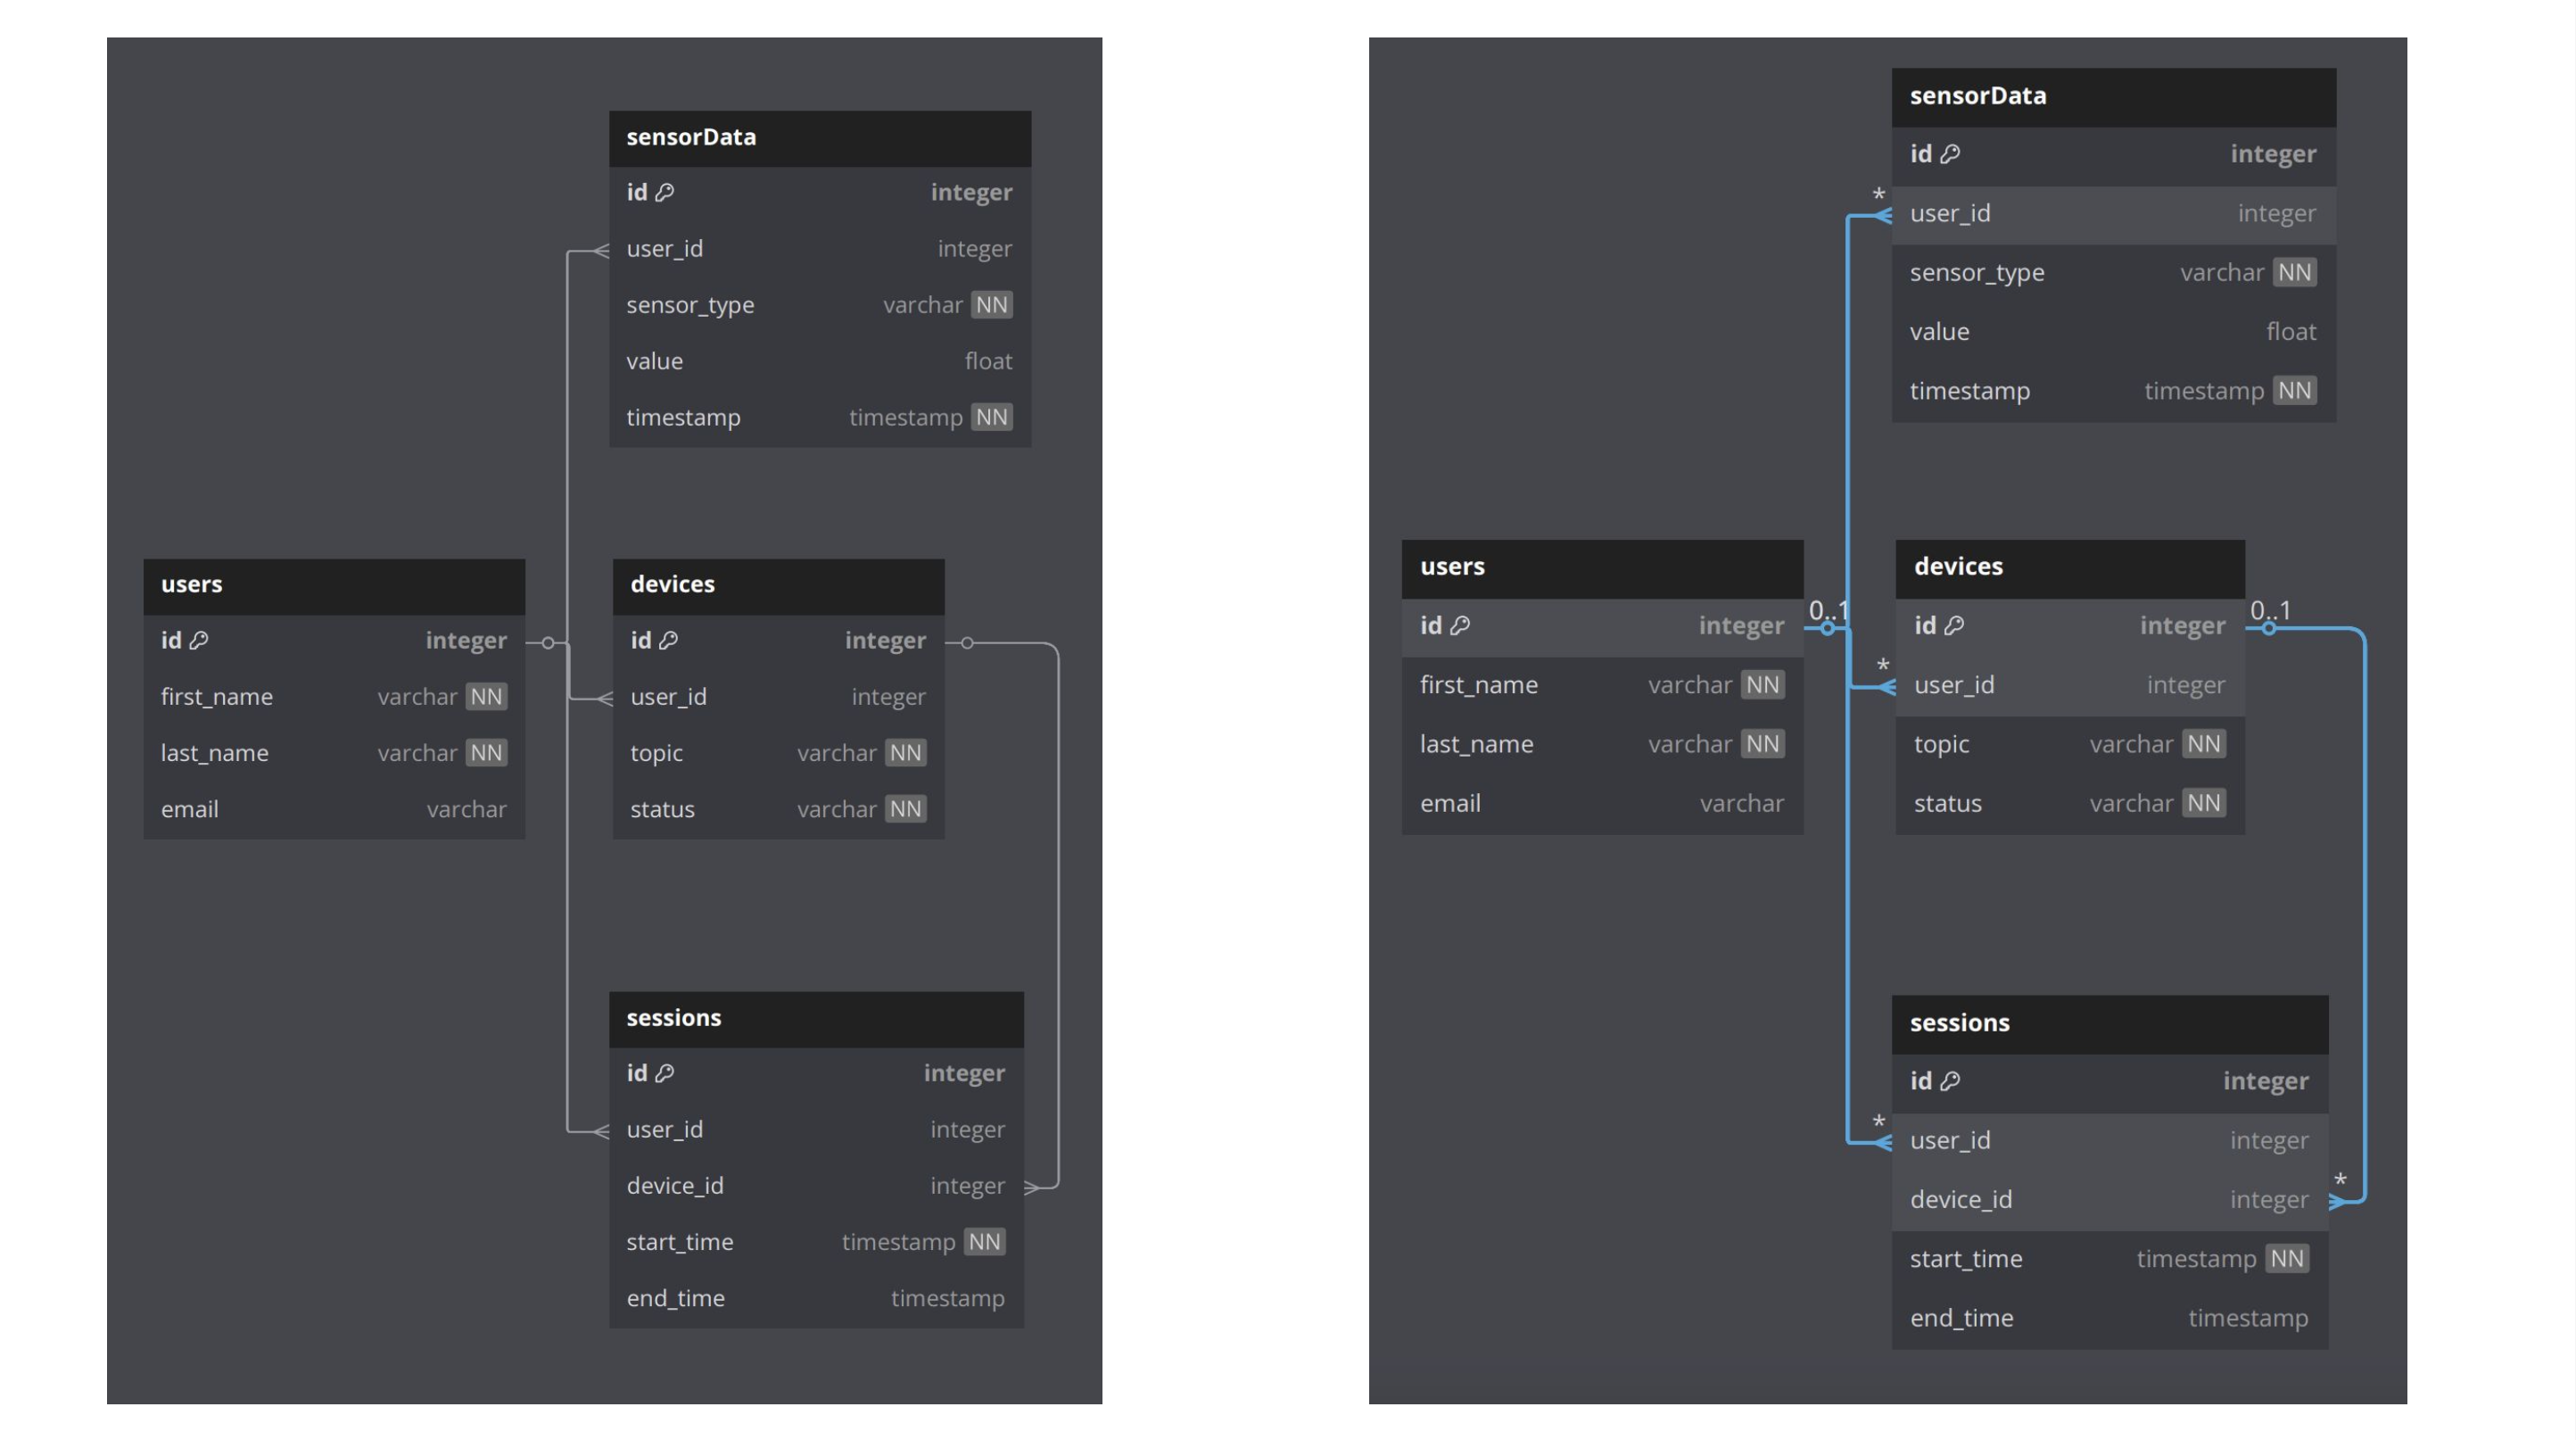 sensorData
id integer
user_id integer
sensor_type varchar NN
value float
timestamp timestamp NN
users
id integer
first_name varchar NN
last_name varchar NN
email varchar
devices
id integer
user_id integer
topic varchar NN
status varchar NN
sessions
id integer
user_id integer
device_id integer
start_time timestamp NN
end_time timestamp
sensorData
id integer
*
user_id integer
sensor_type varchar NN
value float
timestamp timestamp NN
users
0..1
id integer
first_name varchar NN
last_name varchar NN
email varchar
devices
0..1
id integer
*
user_id integer
topic varchar NN
status varchar NN
sessions
id integer
*
user_id integer
*
device_id integer
start_time timestamp NN
end_time timestamp